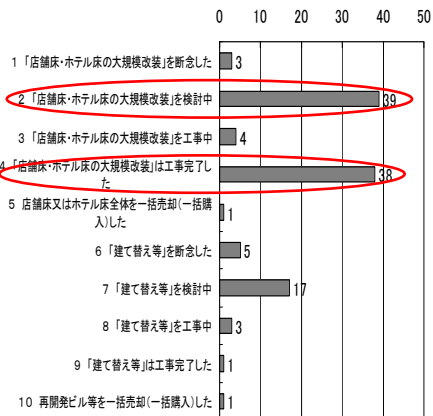 0 10 20 30 40 50
1 「店舗床・ホテル床の大規模改装」を断念した 3
2 「店舗床・ホテル床の大規模改装」を検討中 39
3 「店舗床・ホテル床の大規模改装」を工事中 4
4 「店舗床・ホテル床の大規模改装」は工事完了し
た 38
5 店舗床又はホテル床全体を一括売却(一括購
入)した 1
6 「建て替え等」を断念した 5
7 「建て替え等」を検討中 17
8 「建て替え等」を工事中 3
9 「建て替え等」は工事完了した 1
10 再開発ビル等を一括売却(一括購入)した 1